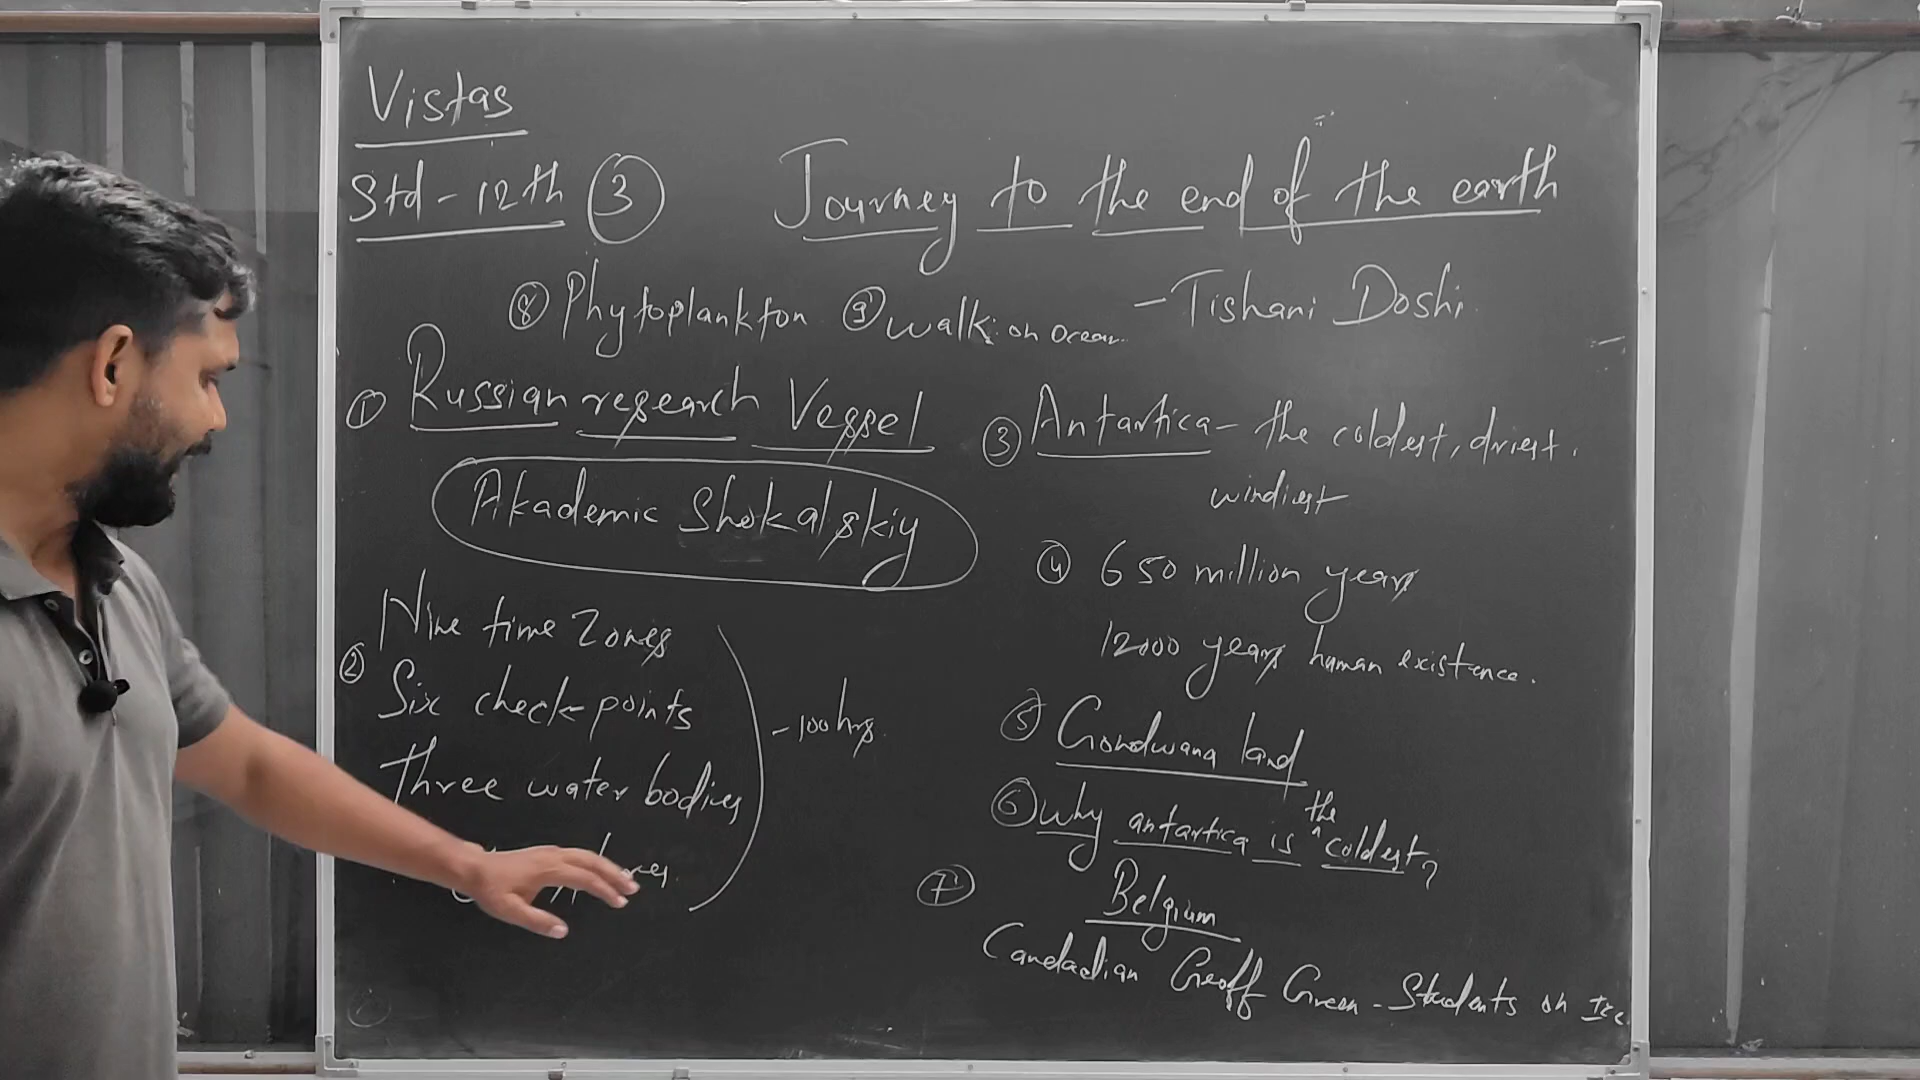 Vistas
Std - 12th ③ Journey to the end of the earth
- Tishani Doshi
⑧ Phytoplankton ⑨ walk on ocean
① Russian research Vessel
Akademic Shokalskiy
② Nine time Zones
Six check points
Three water bodies
- 100 hrs.
③ Antartica - the coldest, driest,
windiest
④ 650 million years
12000 years human existence.
⑤ Gondwana land
⑥ Why antartica is the coldest?
⑦ Belgium
Candadian Geoff Green - Students on Ice